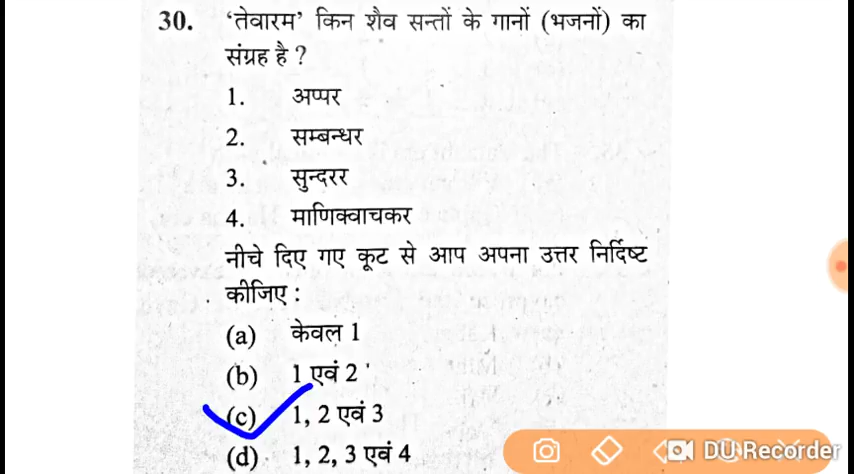 30. ‘तेवारम’ किन शैव सन्तों के गानों (भजनों) का
संग्रह है ?
1. अप्पर
2. सम्बन्धर
3. सुन्दरर
4. माणिक्वाचकर
नीचे दिए गए कूट से आप अपना उत्तर निर्दिष्ट
कीजिए :
(a) केवल 1
(b) 1 एवं 2
(c) 1, 2 एवं 3
(d) 1, 2, 3 एवं 4
DU Recorder